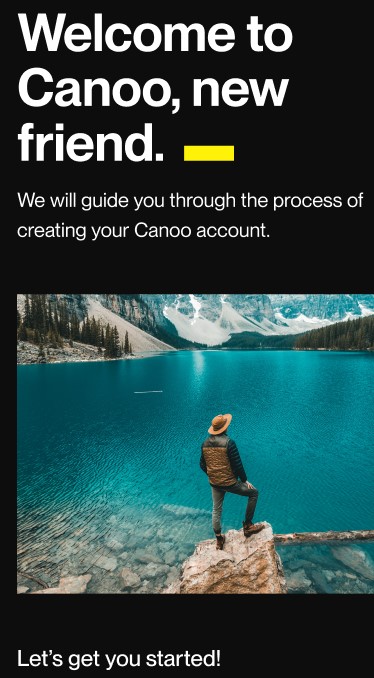 Welcome to
Canoo, new
friend.
We will guide you through the process of
creating your Canoo account.
Let’s get you started!